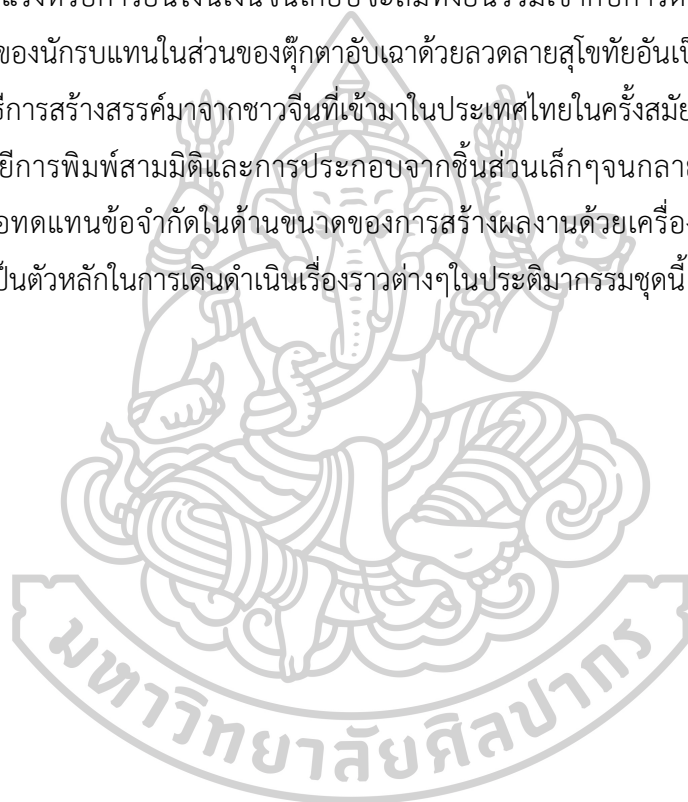 ของนักรบแทนในส่วนของตุ๊กตาอับเฉาด้วยลวดลายสุโขทัยอันเป็
ธีการสร้างสรรค์มาจากชาวจีนที่เข้ามาในประเทศไทยในครั้งสมัย
ยีการพิมพ์สามมิติและการประกอบจากชิ้นส่วนเล็กๆจนกลาย
อทดแทนข้อจำกัดในด้านขนาดของการสร้างผลงานด้วยเครื่อง
ป็นตัวหลักในการเดินดำเนินเรื่องราวต่างๆในประติมากรรมชุดนี้
มหาวิทยาลัยศิลปากร